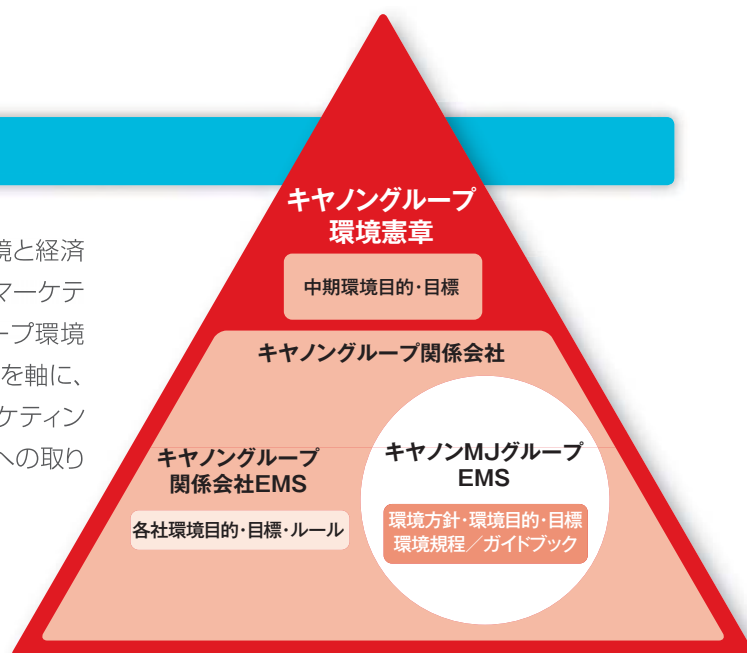 境と経済
マーケテ
ープ環境
を軸に、
ケティン
への取り
キヤノングループ
環境憲章
中期環境目的・目標
キヤノングループ関係会社
キヤノングループ
関係会社EMS
各社環境目的・目標・ルール
キヤノンMJグループ
EMS
環境方針・環境目的・目標
環境規程／ガイドブック